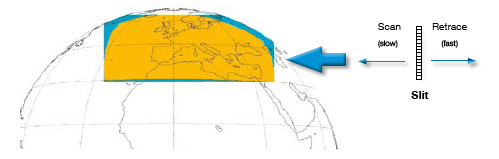 Scan Retrace
(slow) (fast)
Slit